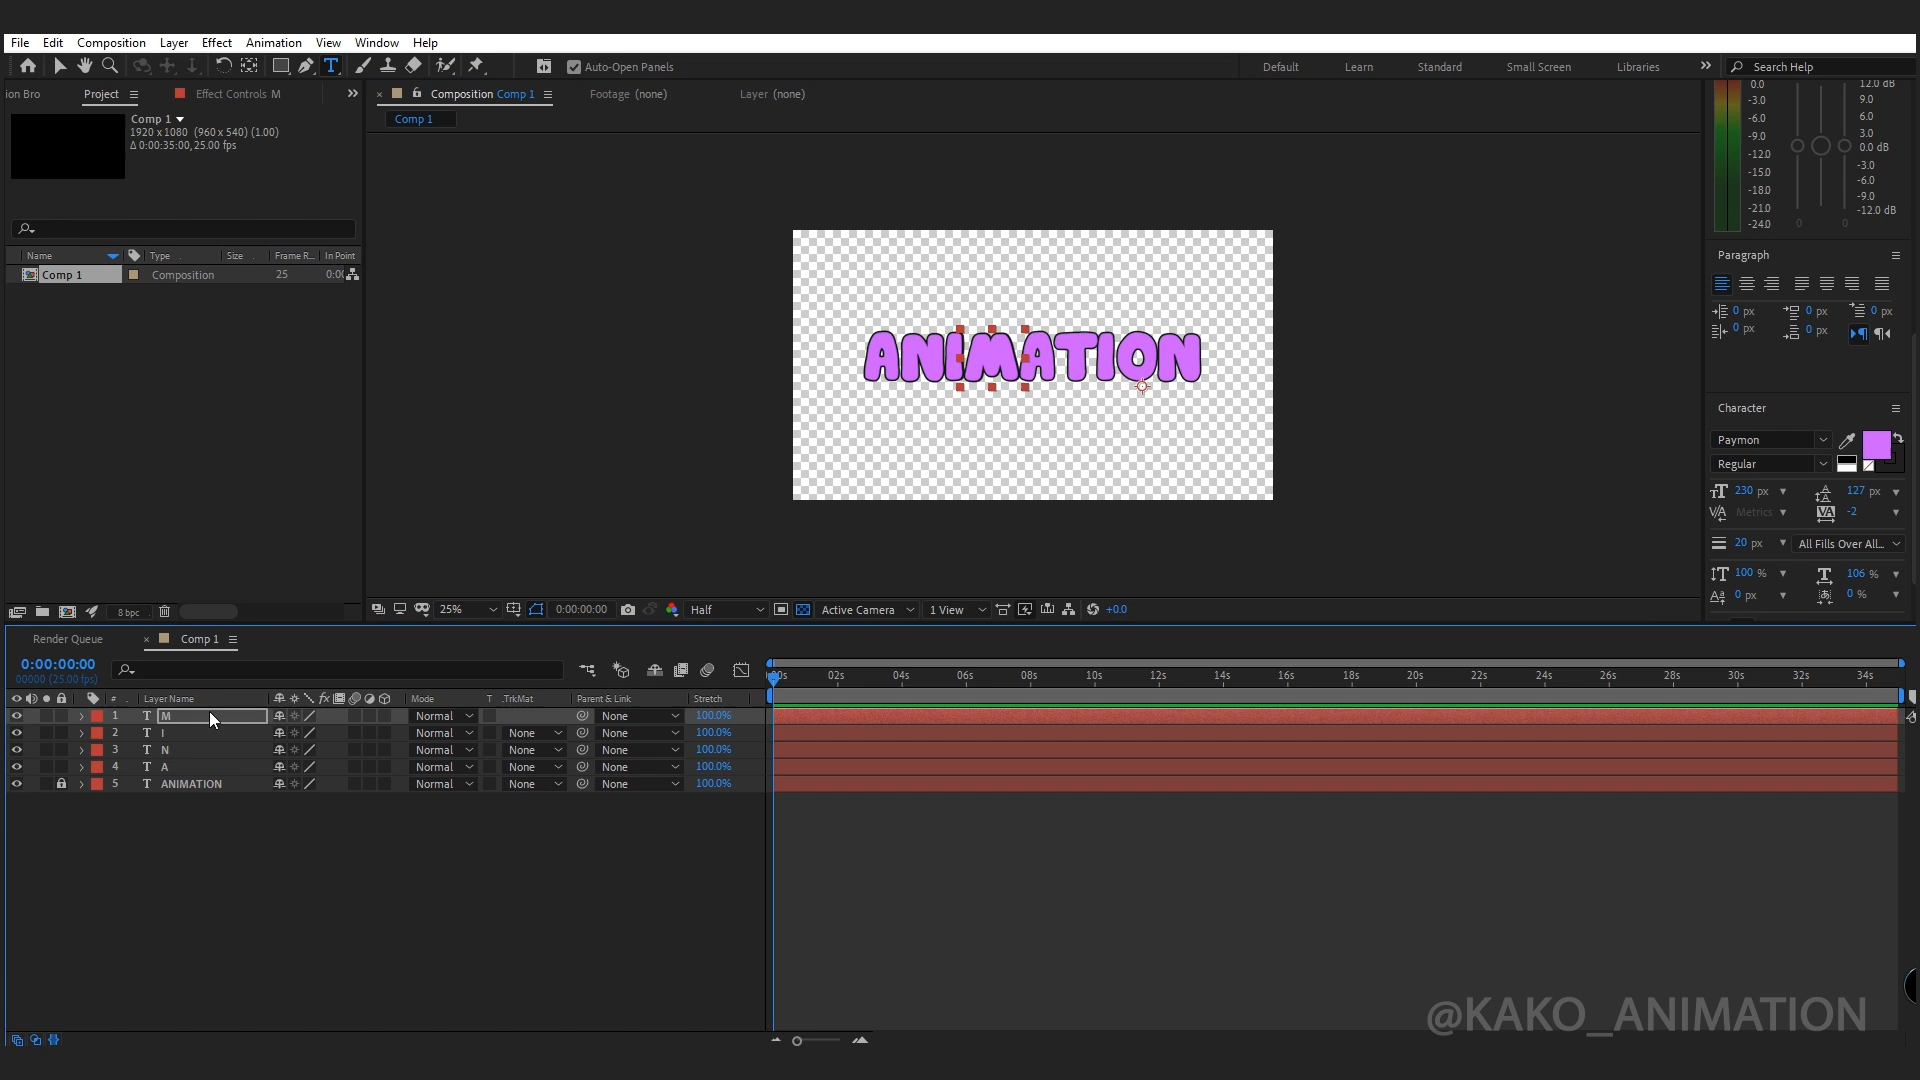 File Edit Composition Layer Effect Animation View Window Help
T Auto-Open Panels Default Learn Standard Small Screen Libraries » Search Help
ion Bro Project Effect Controls M »
Composition Comp 1 Footage (none) Layer (none)
Comp 1
Comp 1
1920 x 1080 (960 x 540) (1.00)
Δ 0:00:35:00, 25.00 fps
Name Type Size Frame R... In Point
Comp 1 Composition 25 0:00
ANIMATION
0.0
-3.0
-6.0
-9.0
-12.0
-15.0
-18.0
-21.0
-24.0
12.0 dB
9.0
6.0
3.0
0.0 dB
-3.0
-6.0
-9.0
-12.0 dB
0 0
Paragraph
0 px 0 px 0 px
0 px 0 px
Character
Paymon
Regular
230 px 127 px
Metrics -2
20 px All Fills Over All...
100 % 106 %
0 px 0 %
8 bpc
25% 0:00:00:00 Half Active Camera 1 View +0.0
Render Queue × Comp 1
0:00:00:00
00000 (25.00 fps)
# Layer Name fx Mode T .TrkMat Parent & Link Stretch
02s 04s 06s 08s 10s 12s 14s 16s 18s 20s 22s 24s 26s 28s 30s 32s 34s
1 T M Normal None 100.0%
2 T I Normal None None 100.0%
3 T N Normal None None 100.0%
4 T A Normal None None 100.0%
5 T ANIMATION Normal None None 100.0%
@KAKO_ANIMATION